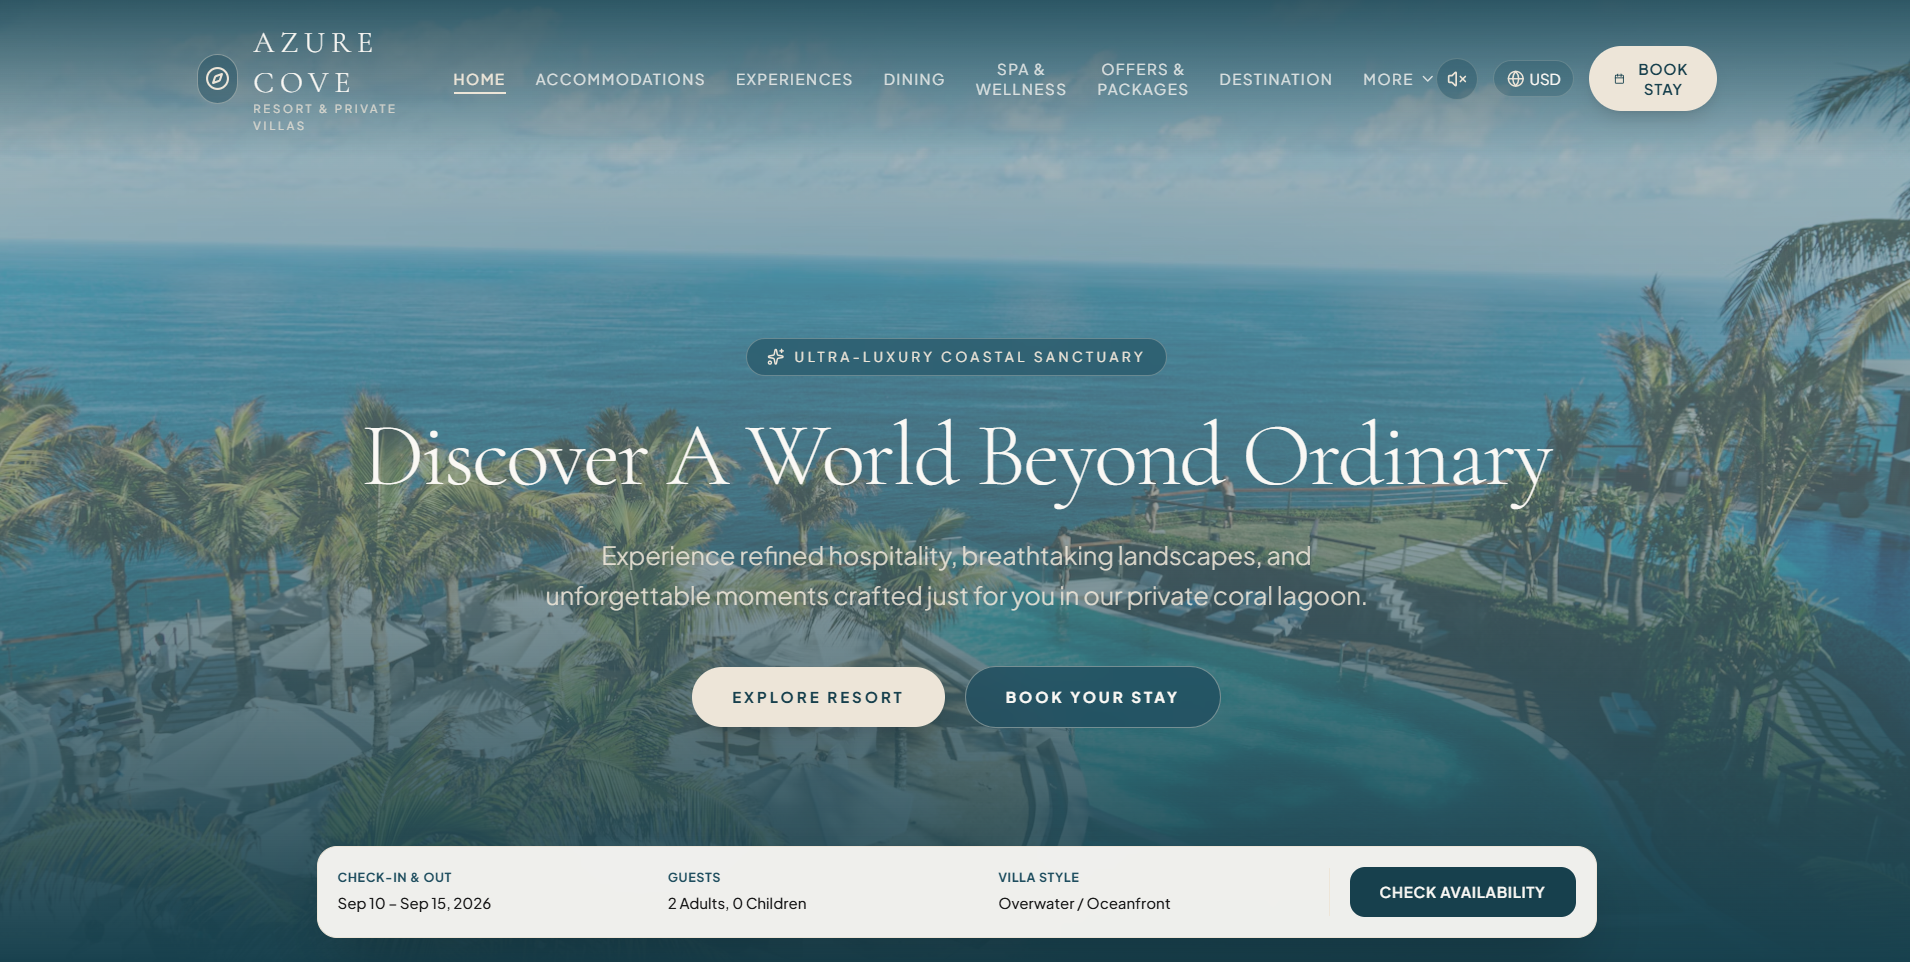 AZURE
COVE
RESORT & PRIVATE
VILLAS
HOME
ACCOMMODATIONS
EXPERIENCES
DINING
SPA &
WELLNESS
OFFERS &
PACKAGES
DESTINATION
MORE
USD
BOOK
STAY
ULTRA-LUXURY COASTAL SANCTUARY
Discover A World Beyond Ordinary
Experience refined hospitality, breathtaking landscapes, and
unforgettable moments crafted just for you in our private coral lagoon.
EXPLORE RESORT
BOOK YOUR STAY
CHECK-IN & OUT
Sep 10 – Sep 15, 2026
GUESTS
2 Adults, 0 Children
VILLA STYLE
Overwater / Oceanfront
CHECK AVAILABILITY